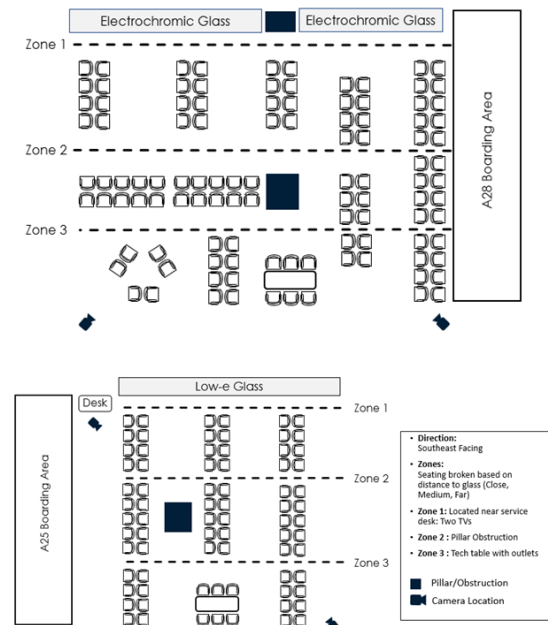 Electrochromic Glass
Electrochromic Glass
Zone 1
Zone 2
Zone 3
A28 Boarding Area
Low-e Glass
Desk
Zone 1
Zone 2
Zone 3
A25 Boarding Area
• Direction:
Southeast Facing
• Zones:
Seating broken based on
distance to glass (Close,
Medium, Far)
• Zone 1: Located near service
desk: Two TVs
• Zone 2 : Pillar Obstruction
• Zone 3 : Tech table with outlets
Pillar/Obstruction
Camera Location